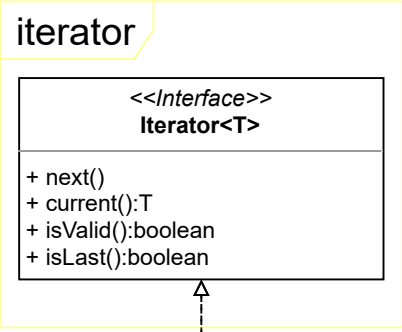 iterator
<<Interface>>
Iterator<T>
+ next()
+ current():T
+ isValid():boolean
+ isLast():boolean